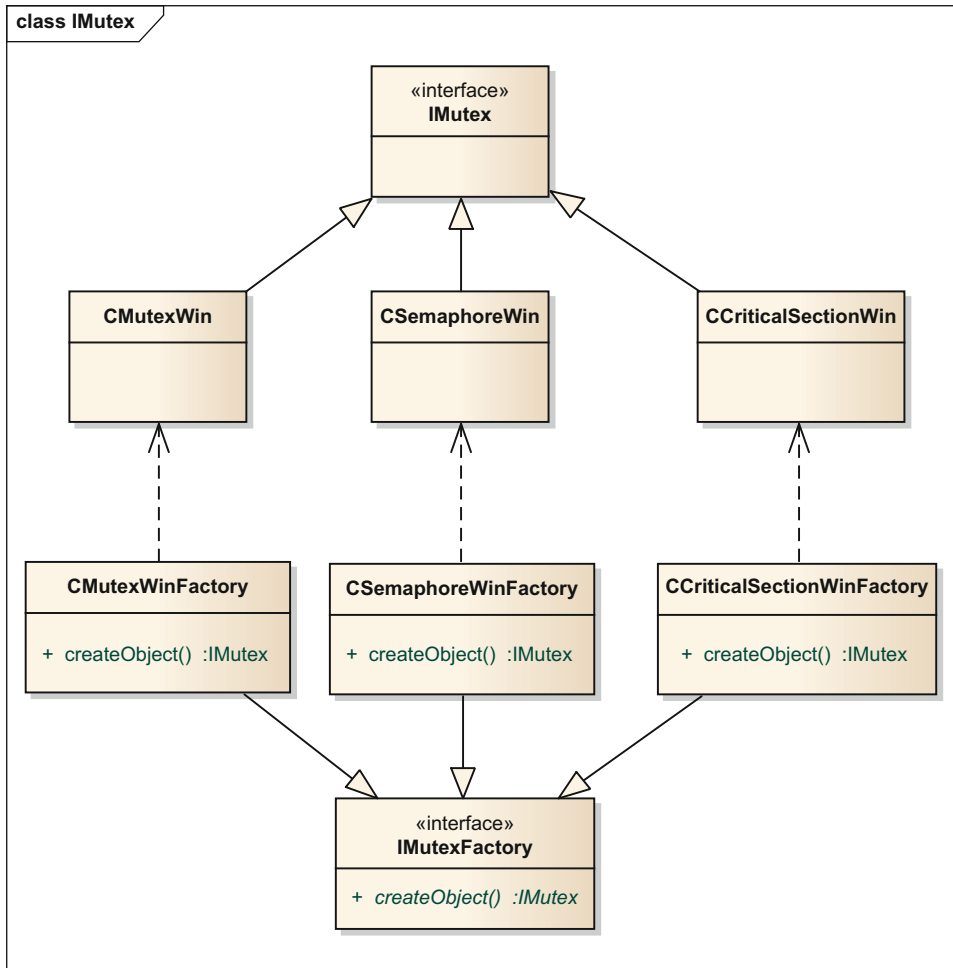 class IMutex
«interface»
IMutex
CMutexWin
CSemaphoreWin
CCriticalSectionWin
CMutexWinFactory
+ createObject() :IMutex
CSemaphoreWinFactory
+ createObject() :IMutex
CCriticalSectionWinFactory
+ createObject() :IMutex
«interface»
IMutexFactory
+ createObject() :IMutex